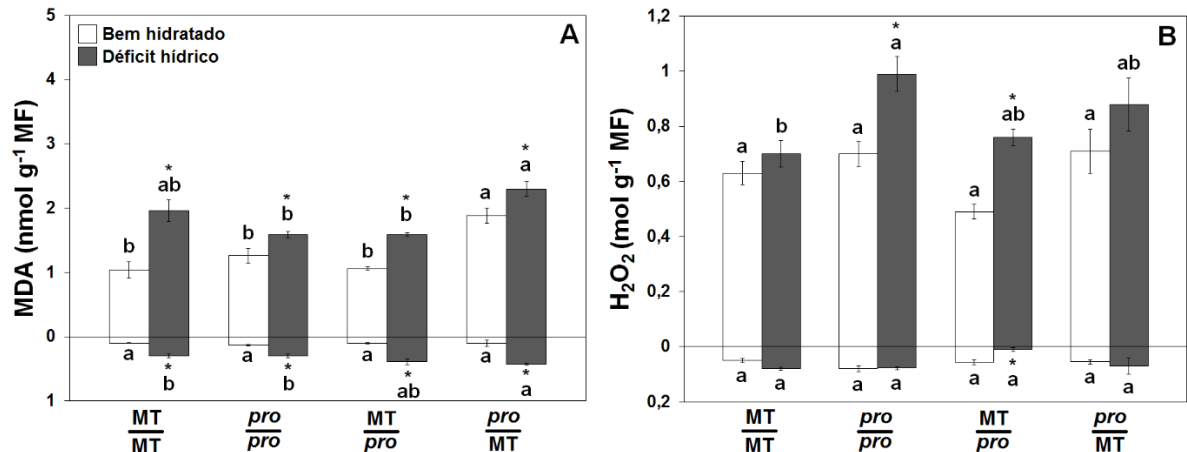 5
4
3
2
1
0
1
MDA (nmol g⁻¹ MF)
Bem hidratado
Déficit hídrico
A
b
*
ab
b
*
b
b
*
b
a
*
a
a
*
b
a
*
b
a
*
ab
a
*
a
MT
MT
pro
pro
MT
pro
pro
MT
1,2
1
0,8
0,6
0,4
0,2
0
0,2
H₂O₂ (mol g⁻¹ MF)
B
a
b
a
*
a
a
*
ab
a
ab
a
a
a
a
a
*
a
a
a
MT
MT
pro
pro
MT
pro
pro
MT